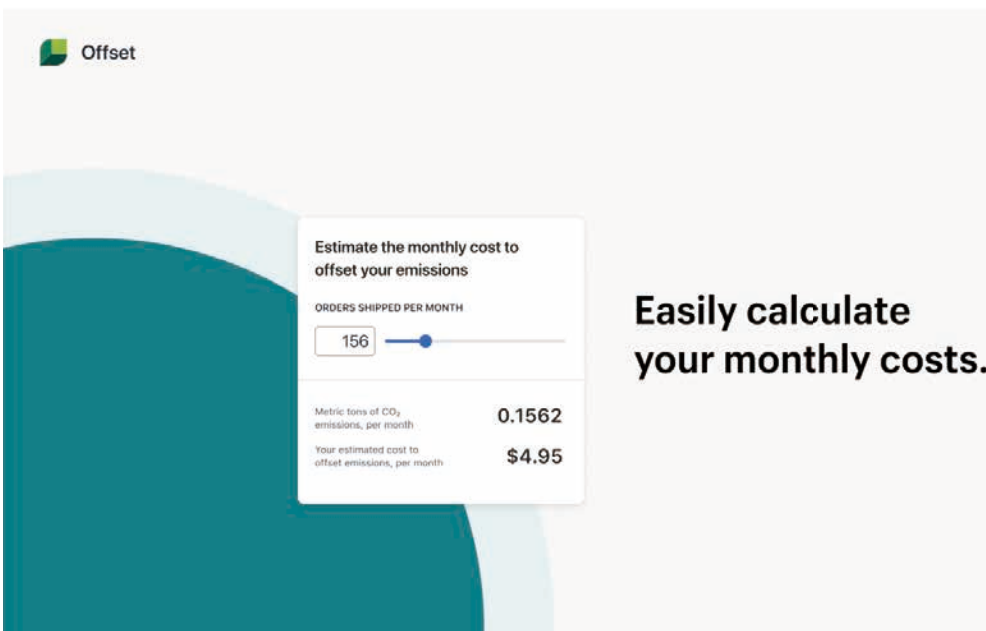 Offset
Estimate the monthly cost to
offset your emissions
ORDERS SHIPPED PER MONTH
156
Metric tons of CO₂
emissions, per month
0.1562
Your estimated cost to
offset emissions, per month
$4.95
Easily calculate
your monthly costs.